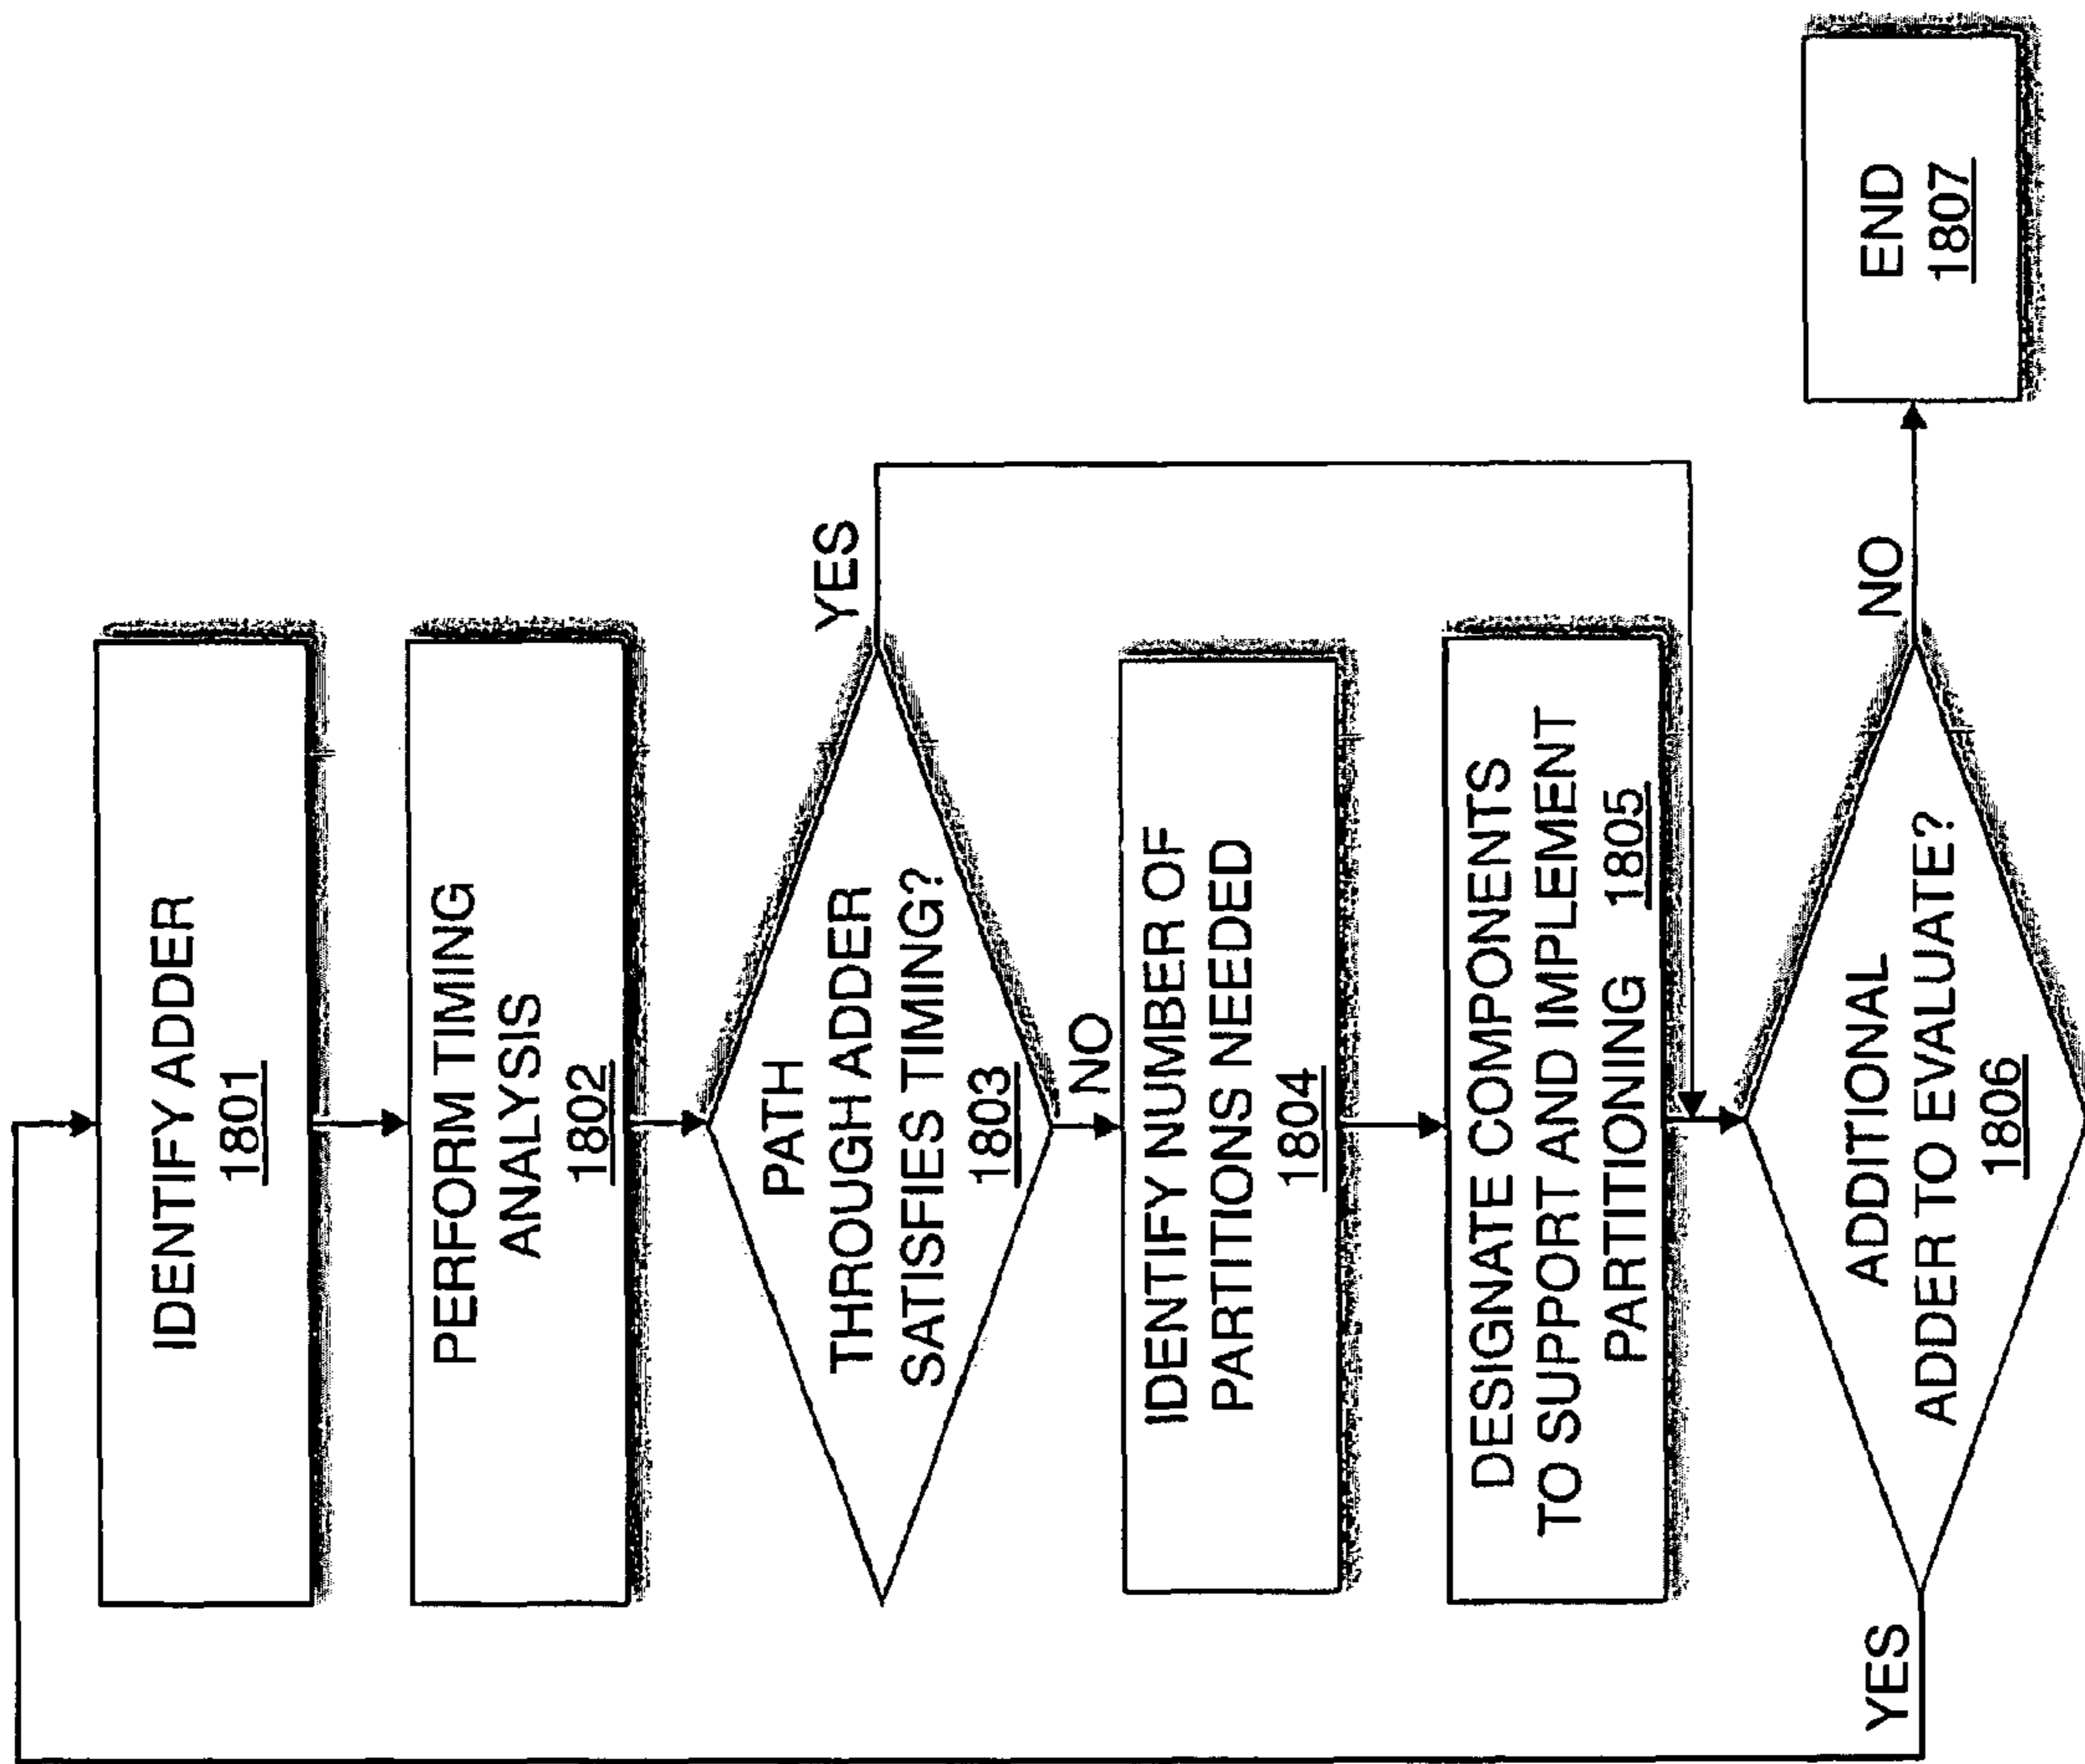 IDENTIFY ADDER
1801
PERFORM TIMING
ANALYSIS
1802
PATH
THROUGH ADDER
SATISFIES TIMING?
1803
YES
NO
IDENTIFY NUMBER OF
PARTITIONS NEEDED
1804
DESIGNATE COMPONENTS
TO SUPPORT AND IMPLEMENT
PARTITIONING 1805
ADDITIONAL
ADDER TO EVALUATE?
1806
YES
NO
END
1807